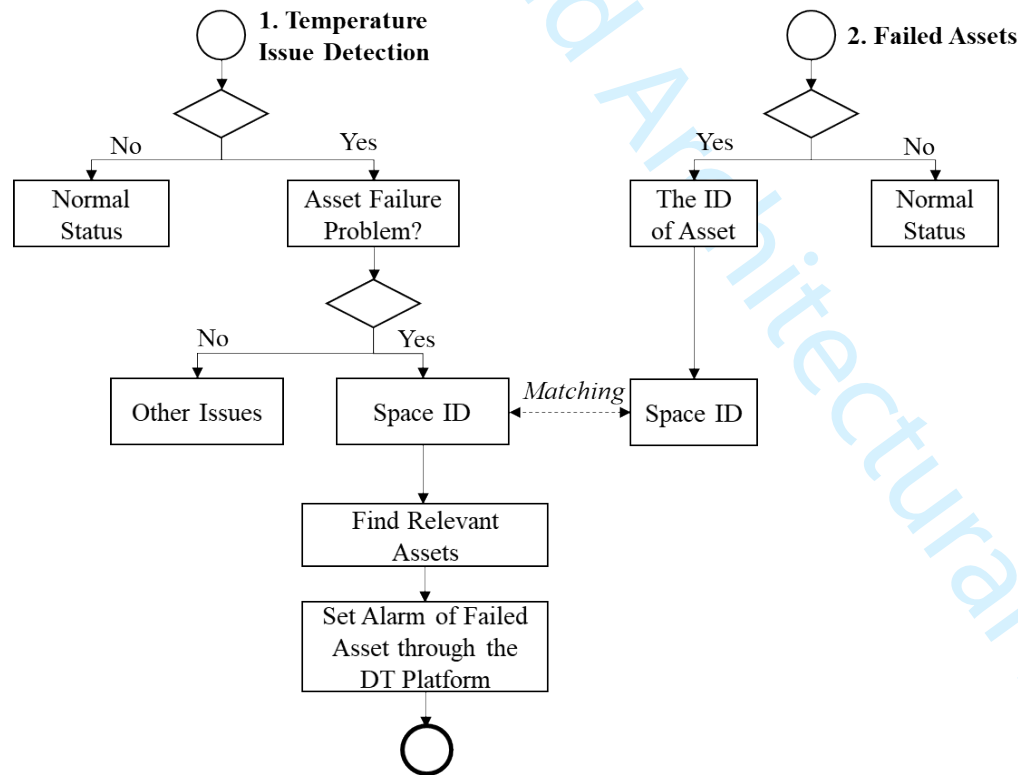 1. Temperature
Issue Detection
2. Failed Assets
No
Yes
Yes
No
Normal
Status
Asset Failure
Problem?
The ID
of Asset
Normal
Status
No
Yes
Matching
Other Issues
Space ID
Space ID
Find Relevant
Assets
Set Alarm of Failed
Asset through the
DT Platform
d Architectural